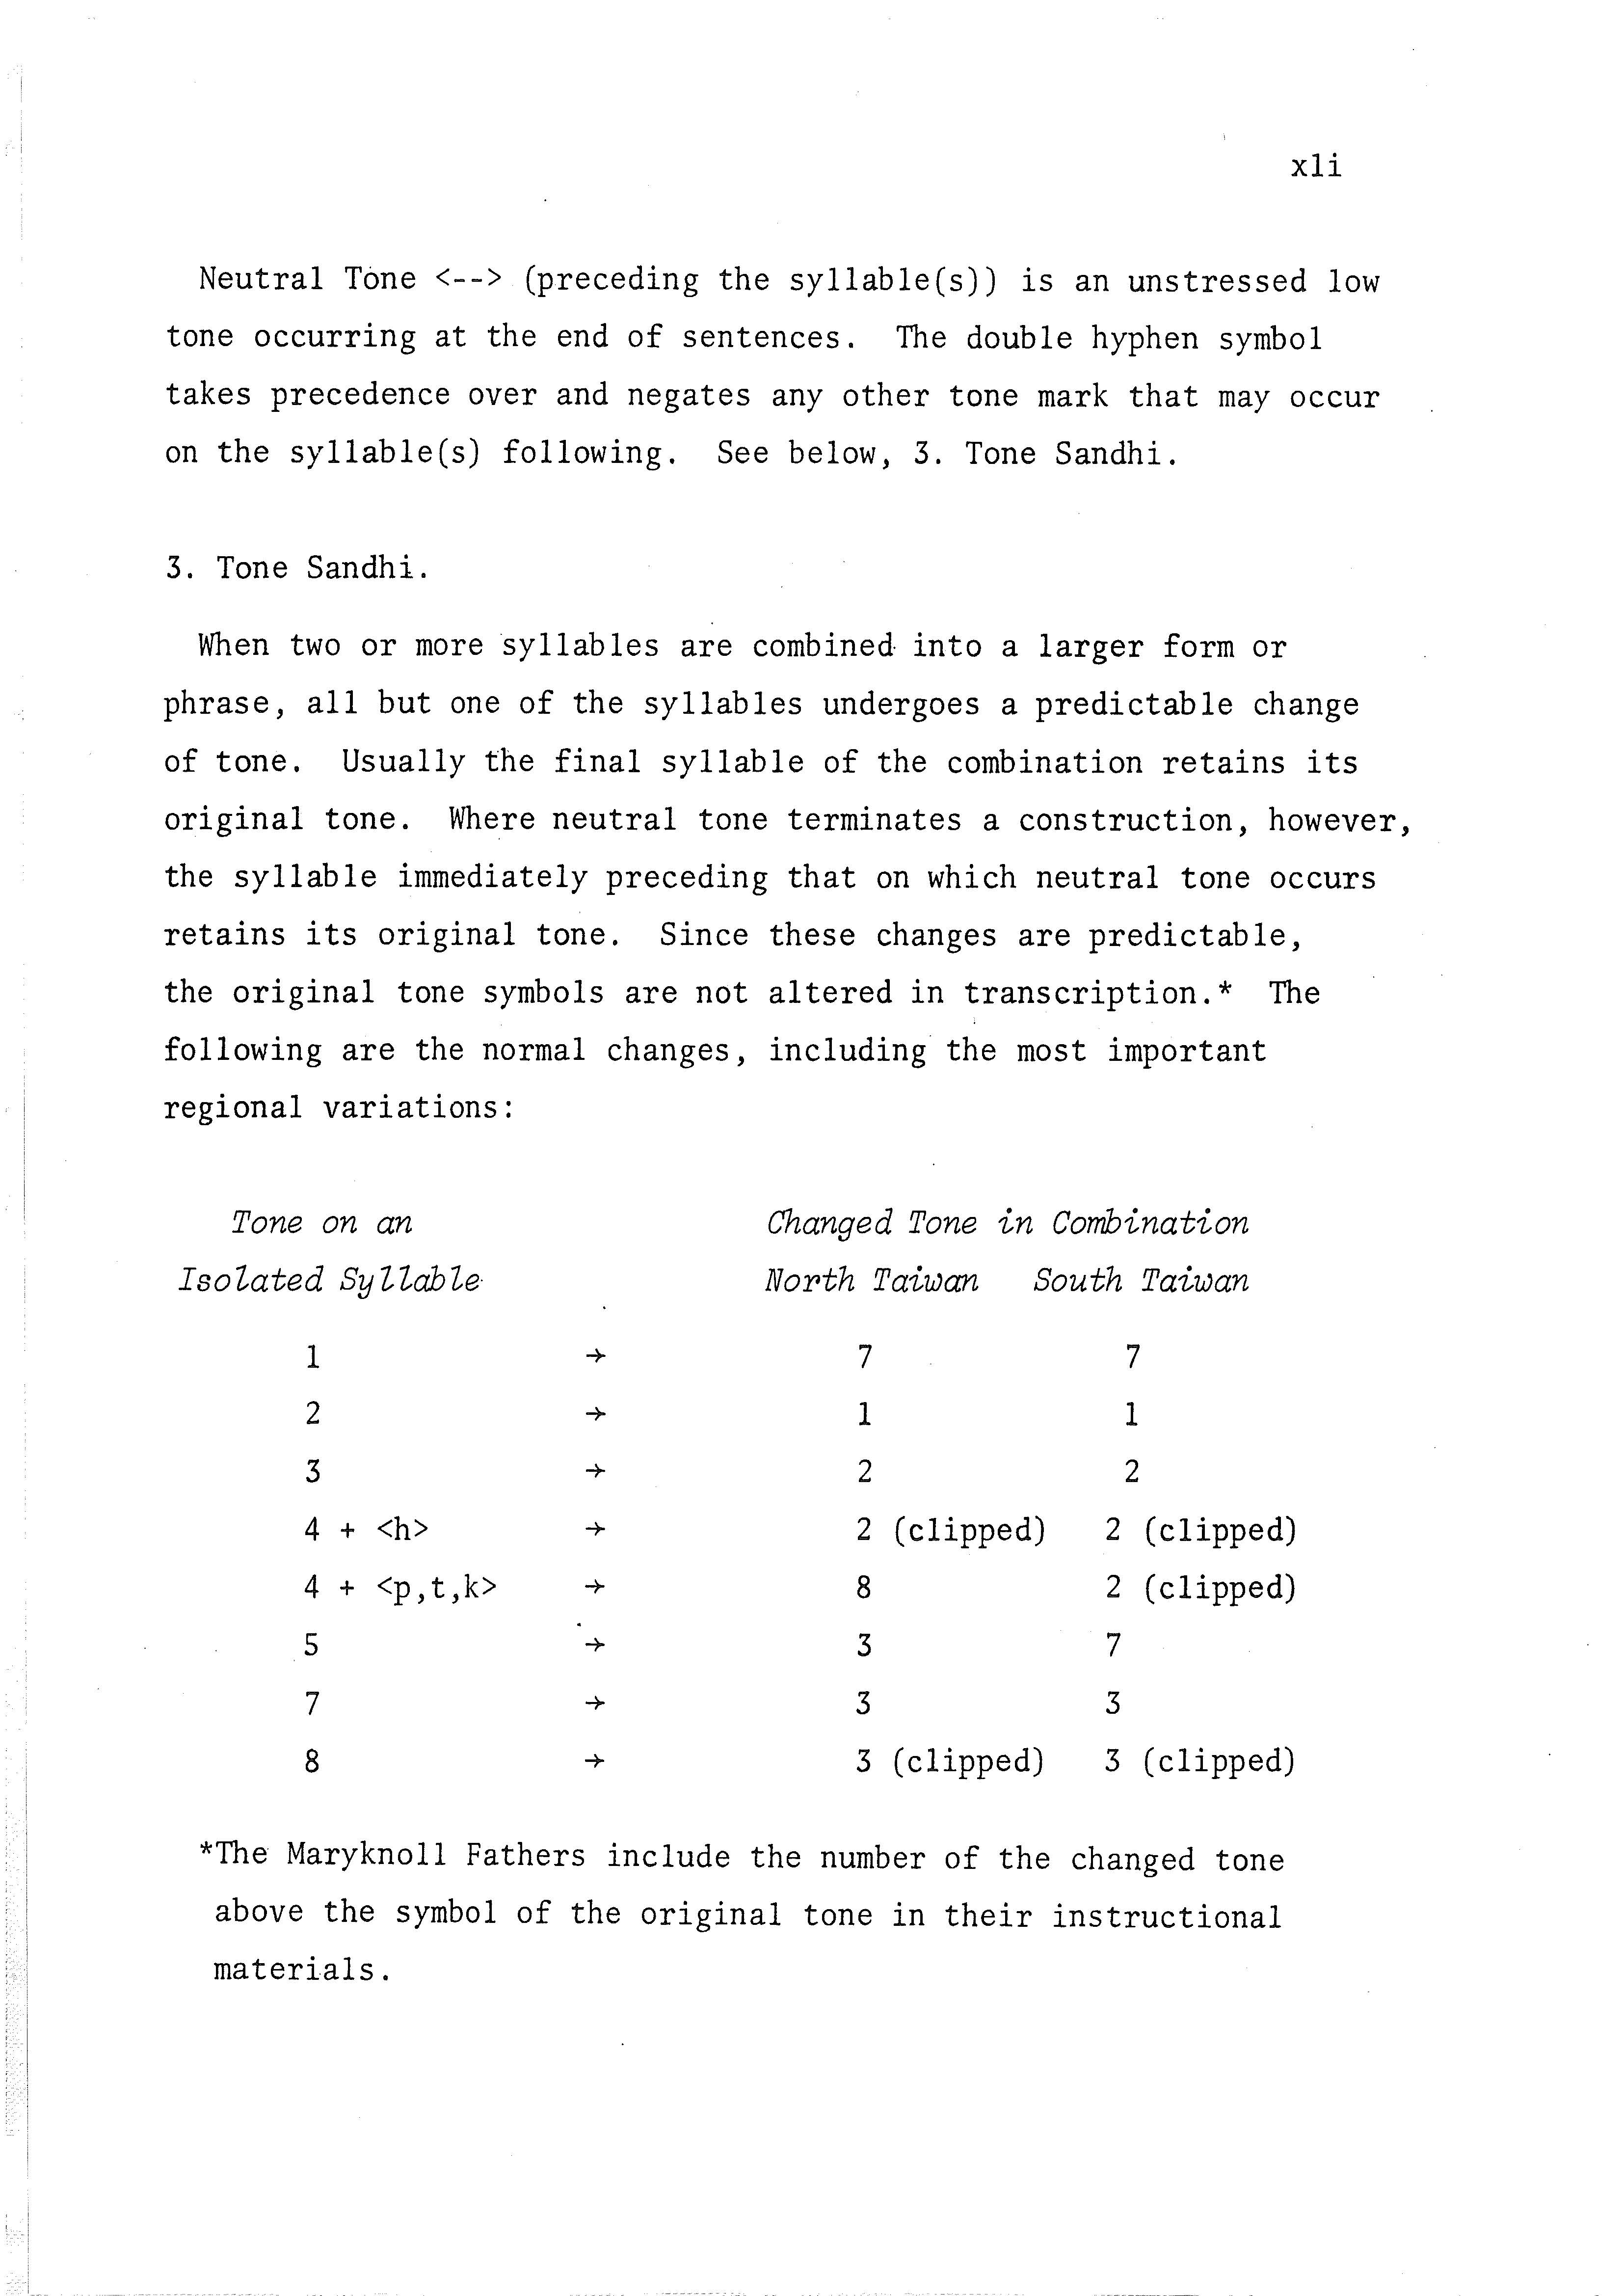 xli
Neutral Tone <--> (preceding the syllable(s)) is an unstressed low
tone occurring at the end of sentences. The double hyphen symbol
takes precedence over and negates any other tone mark that may occur
on the syllable(s) following. See below, 3. Tone Sandhi.
3. Tone Sandhi.
When two or more syllables are combined into a larger form or
phrase, all but one of the syllables undergoes a predictable change
of tone. Usually the final syllable of the combination retains its
original tone. Where neutral tone terminates a construction, however,
the syllable immediately preceding that on which neutral tone occurs
retains its original tone. Since these changes are predictable,
the original tone symbols are not altered in transcription.* The
following are the normal changes, including the most important
regional variations:
Tone on an Changed Tone in Combination
Isolated Syllable North Taiwan South Taiwan
1 → 7 7
2 → 1 1
3 → 2 2
4 + <h> → 2 (clipped) 2 (clipped)
4 + <p,t,k> → 8 2 (clipped)
5 → 3 7
7 → 3 3
8 → 3 (clipped) 3 (clipped)
*The Maryknoll Fathers include the number of the changed tone
above the symbol of the original tone in their instructional
materials.